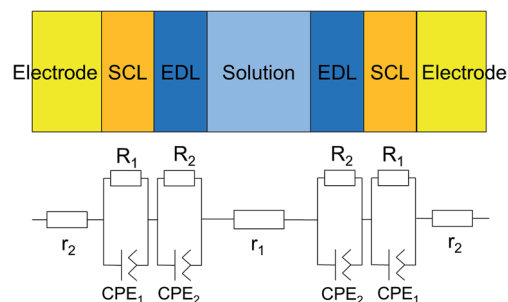 Electrode SCL EDL Solution EDL SCL Electrode
R₁ R₂ R₂ R₁
r₂ r₁ r₂
CPE₁ CPE₂ CPE₂ CPE₁